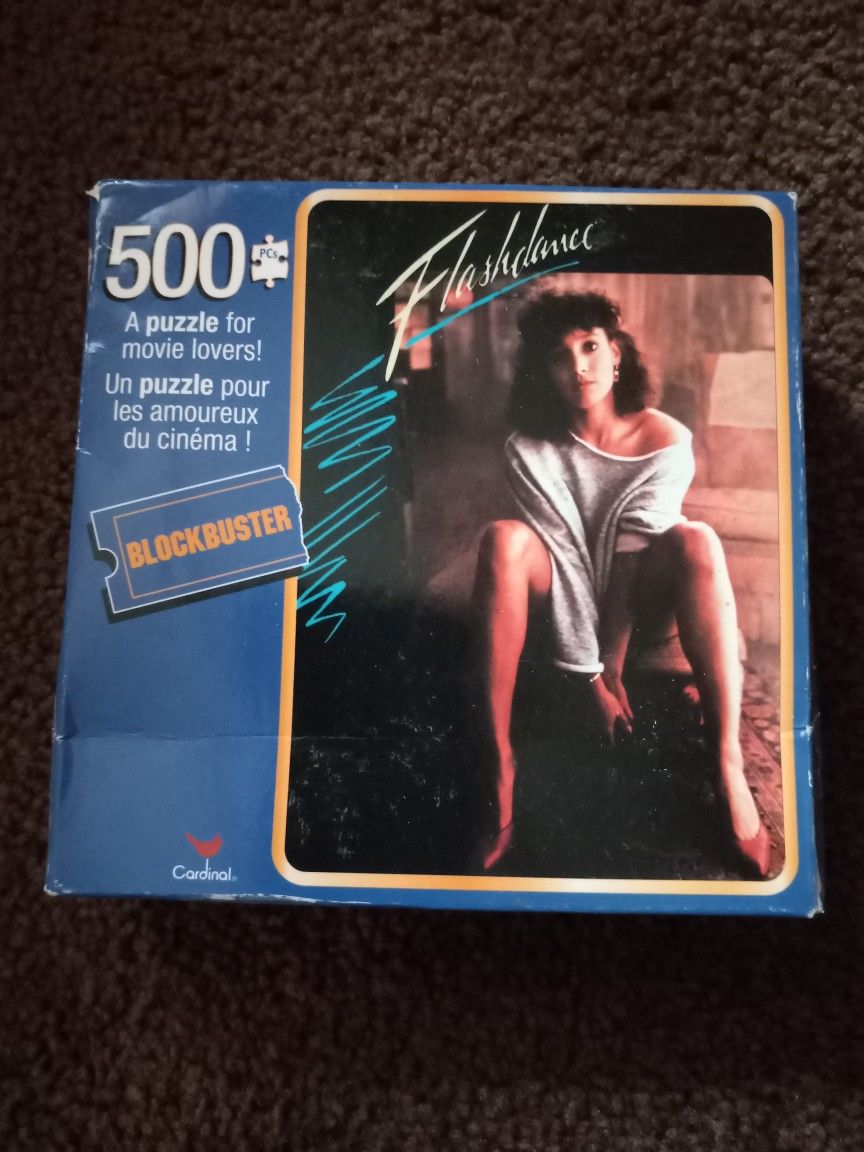 500 PCs
A puzzle for
movie lovers!
Un puzzle pour
les amoureux
du cinéma !
BLOCKBUSTER
Cardinal®
Flashdance